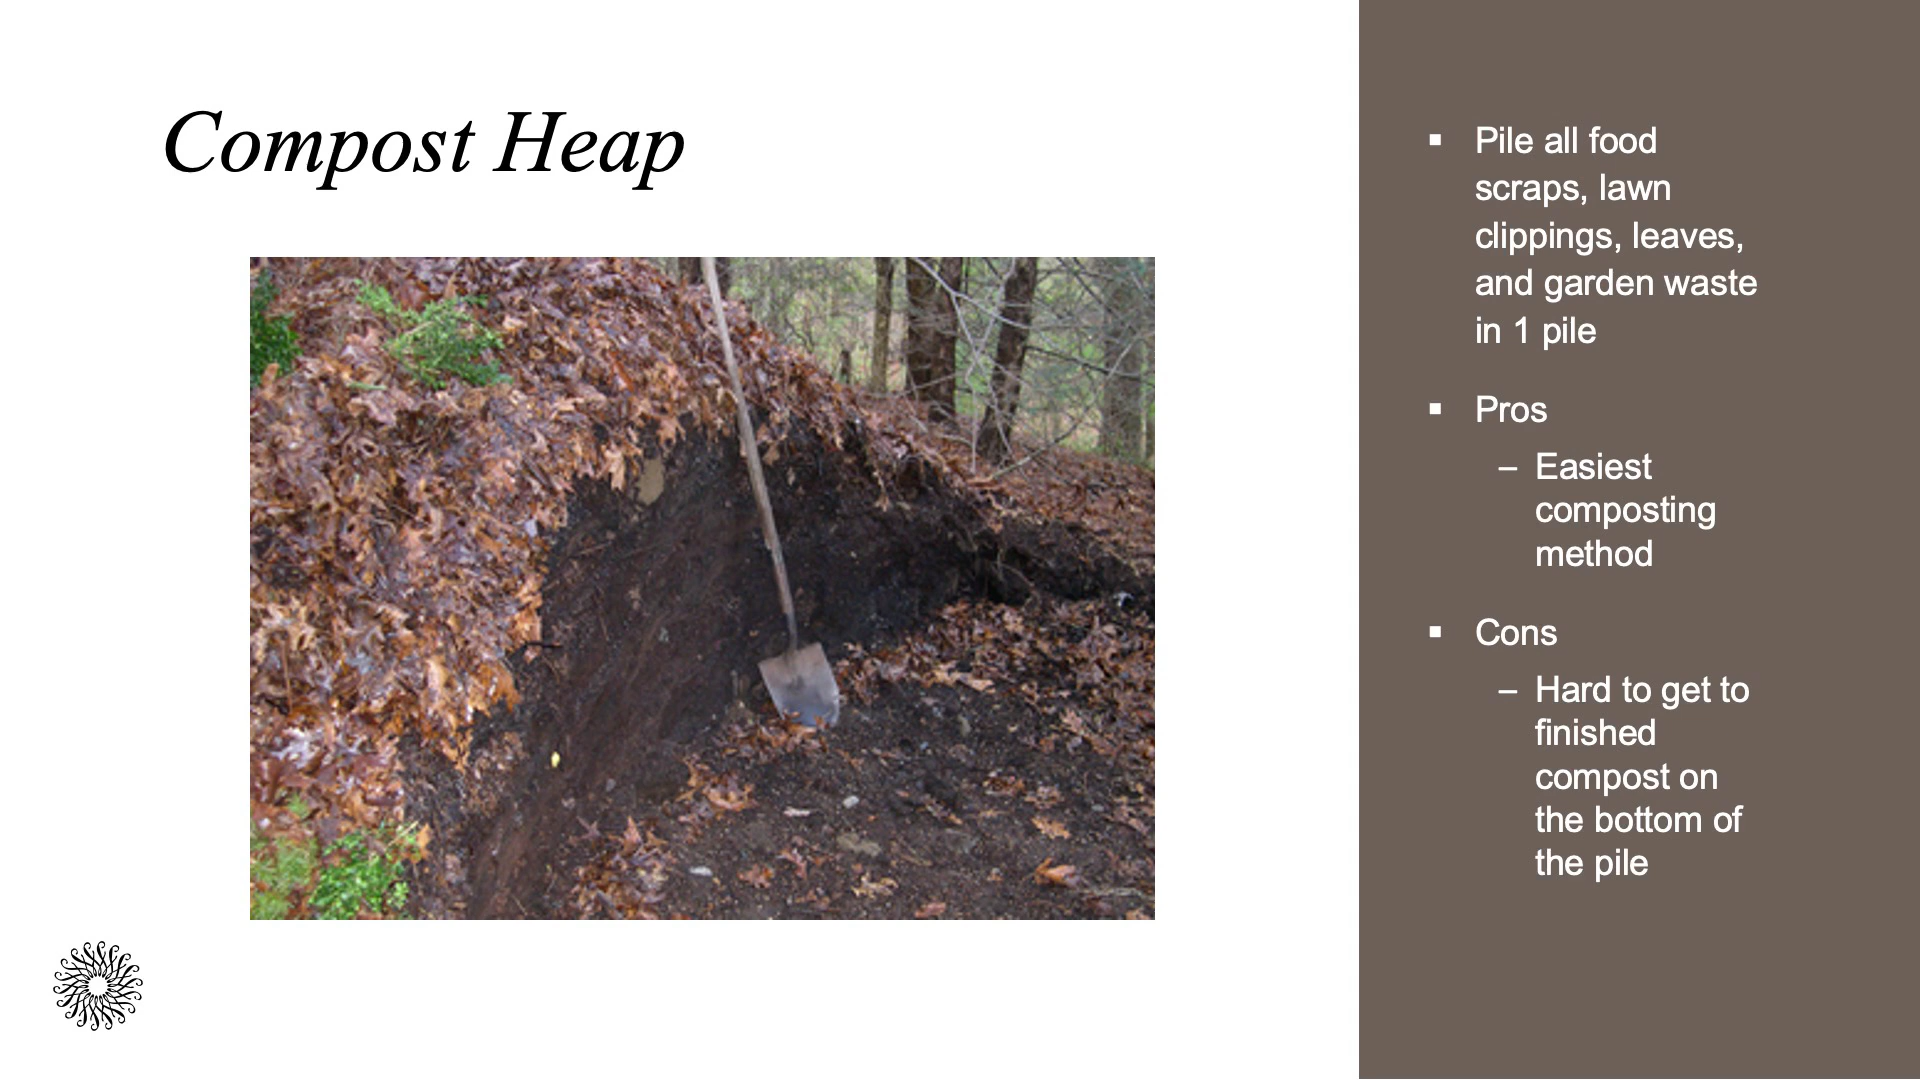 Compost Heap
▪ Pile all food
scraps, lawn
clippings, leaves,
and garden waste
in 1 pile
▪ Pros
– Easiest
composting
method
▪ Cons
– Hard to get to
finished
compost on
the bottom of
the pile